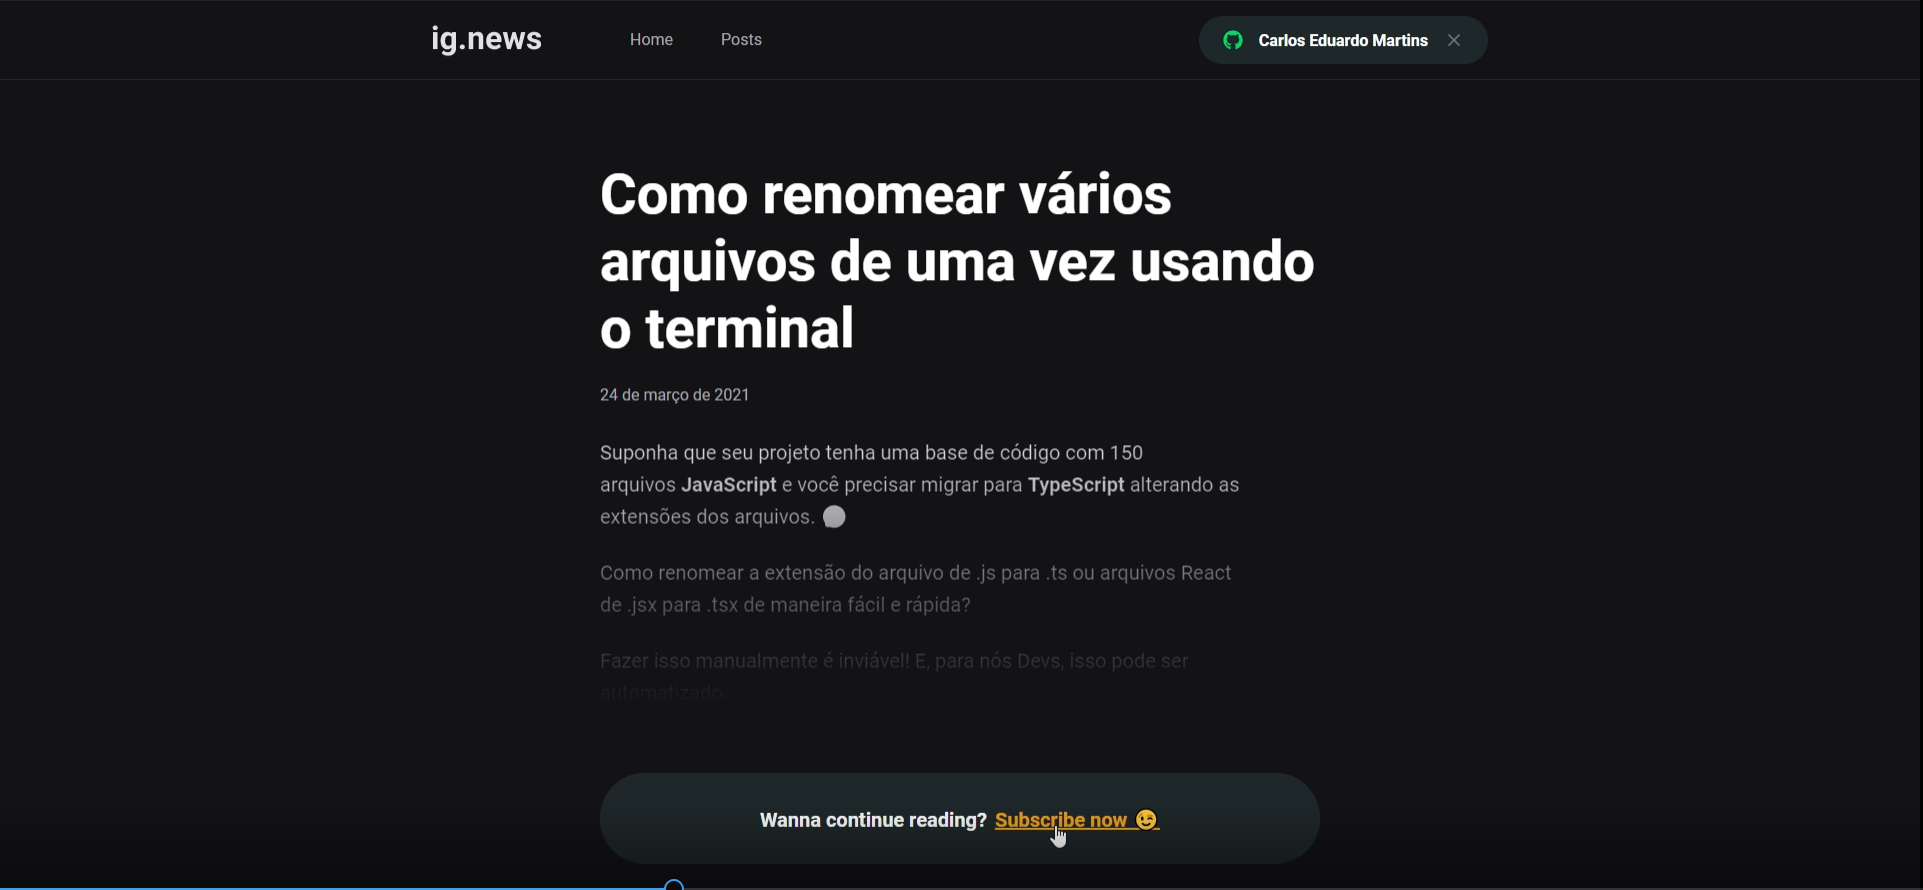 ig.news
Home
Posts
Carlos Eduardo Martins
Como renomear vários
arquivos de uma vez usando
o terminal
24 de março de 2021
Suponha que seu projeto tenha uma base de código com 150
arquivos JavaScript e você precisar migrar para TypeScript alterando as
extensões dos arquivos.
Como renomear a extensão do arquivo de .js para .ts ou arquivos React
de .jsx para .tsx de maneira fácil e rápida?
Fazer isso manualmente é inviável! E, para nós Devs, isso pode ser
automatizado.
Wanna continue reading? Subscribe now 😉